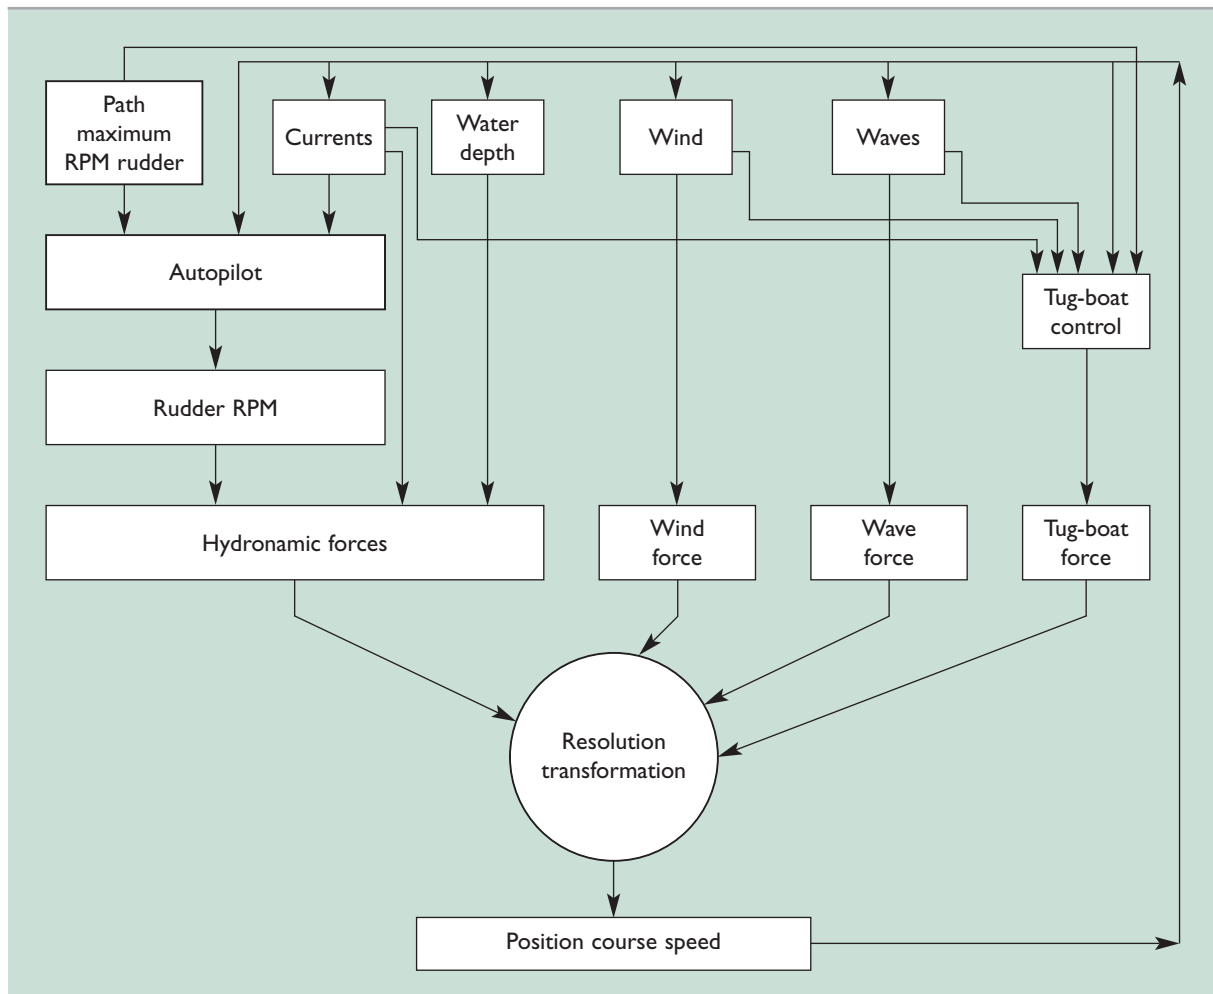 Path
maximum
RPM rudder
Currents
Water
depth
Wind
Waves
Autopilot
Tug-boat
control
Rudder RPM
Hydronamic forces
Wind
force
Wave
force
Tug-boat
force
Resolution
transformation
Position course speed